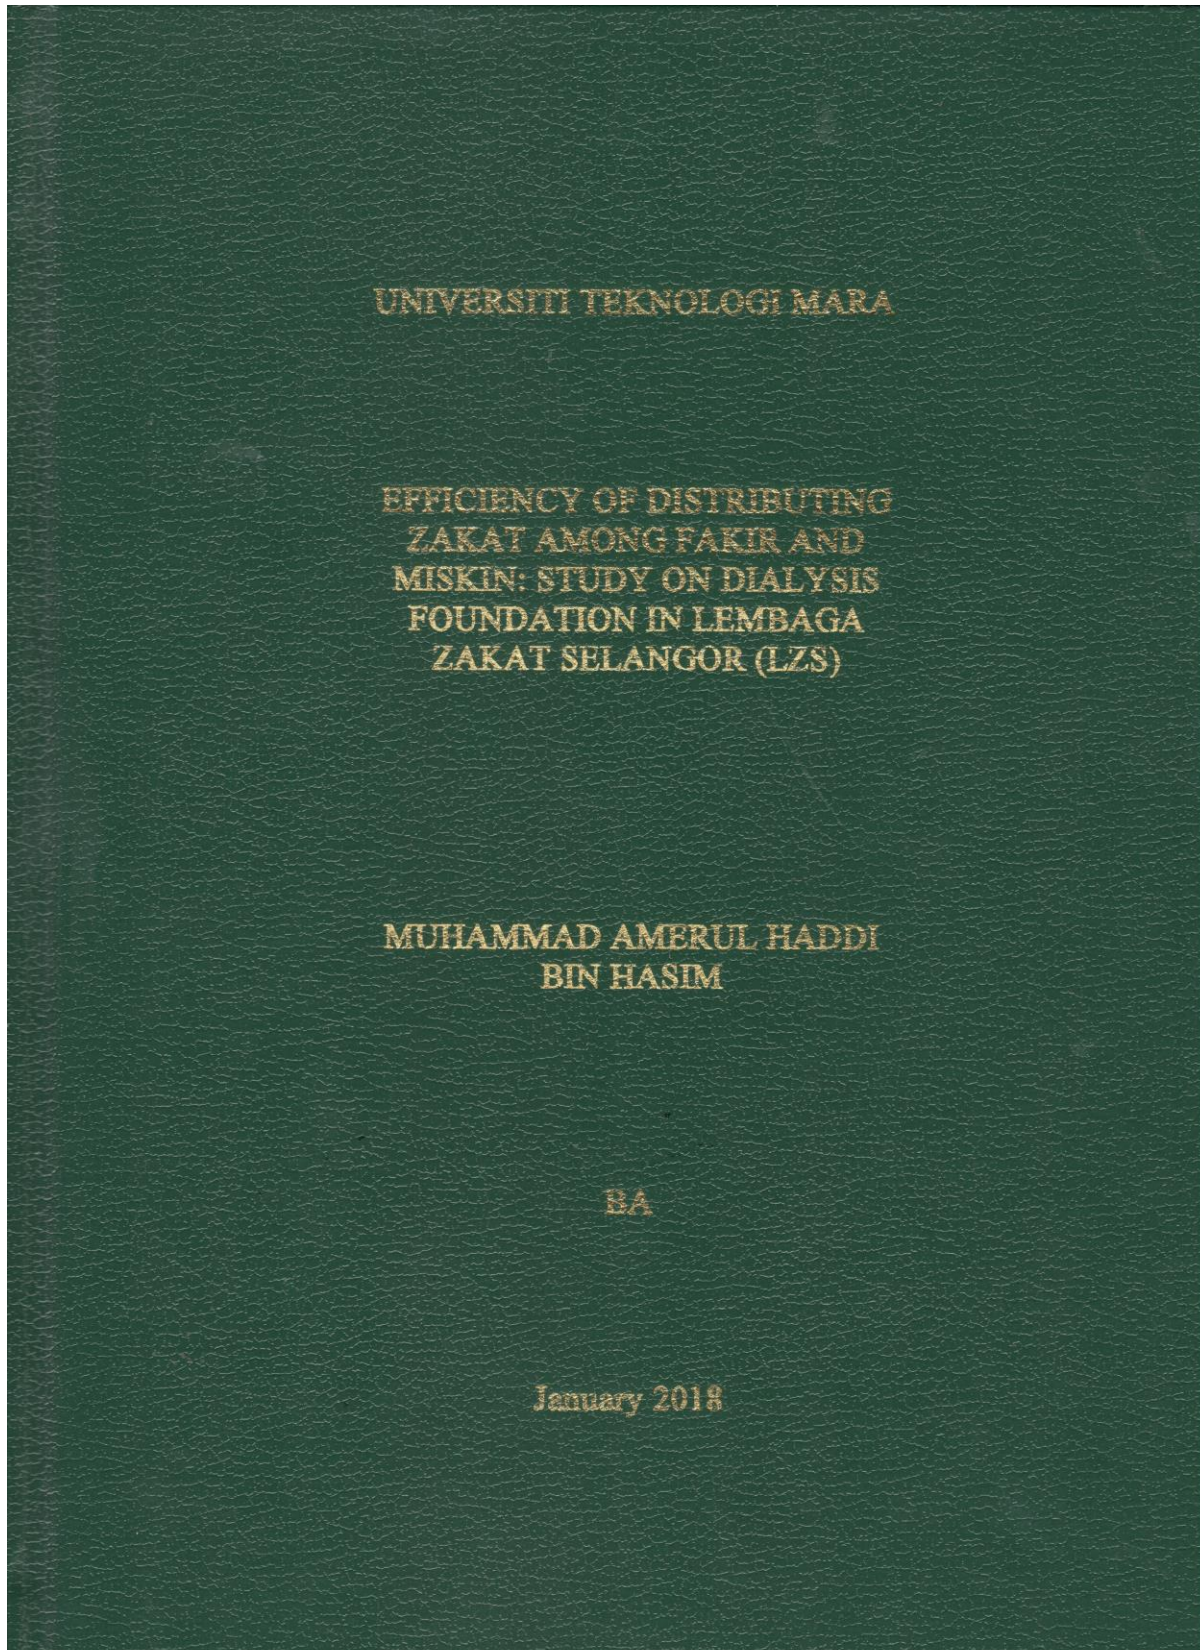 UNIVERSITI TEKNOLOGI MARA
EFFICIENCY OF DISTRIBUTING
ZAKAT AMONG FAKIR AND
MISKIN: STUDY ON DIALYSIS
FOUNDATION IN LEMBAGA
ZAKAT SELANGOR (LZS)
MUHAMMAD AMERUL HADDI
BIN HASIM
BA
January 2018